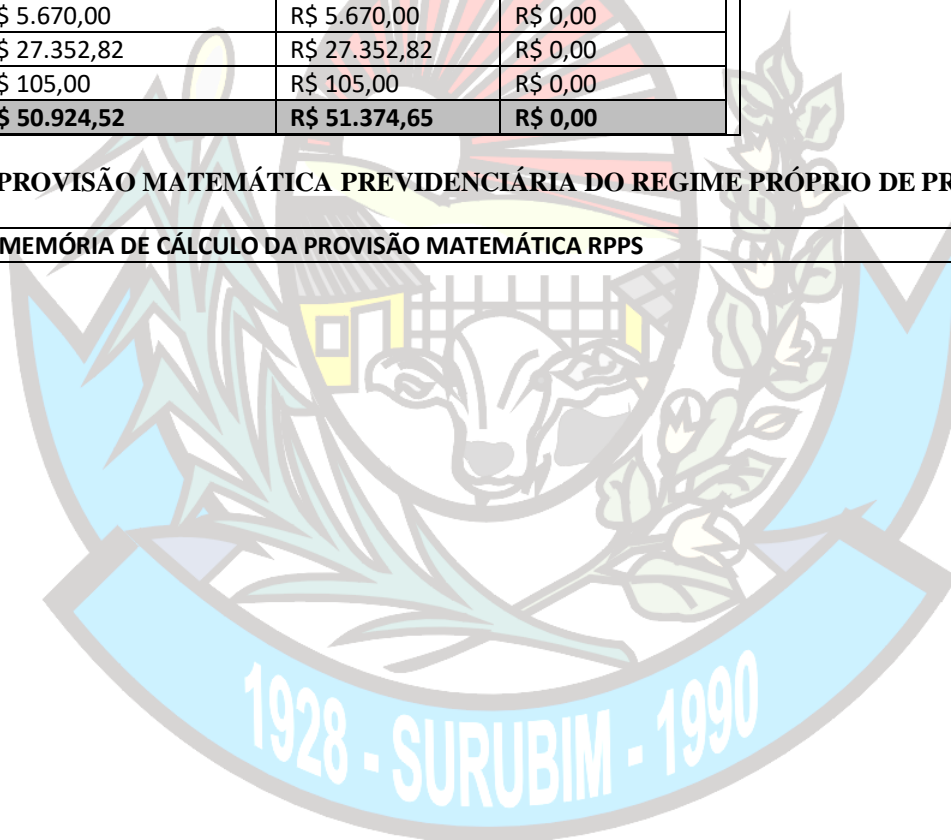 $ 5.670,00 R$ 5.670,00 R$ 0,00
$ 27.352,82 R$ 27.352,82 R$ 0,00
$ 105,00 R$ 105,00 R$ 0,00
$ 50.924,52 R$ 51.374,65 R$ 0,00
PROVISÃO MATEMÁTICA PREVIDENCIÁRIA DO REGIME PRÓPRIO DE PR
MEMÓRIA DE CÁLCULO DA PROVISÃO MATEMÁTICA RPPS
1928 - SURUBIM - 1990